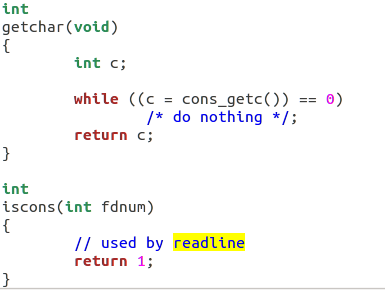 int
getchar(void)
{
        int c;

        while ((c = cons_getc()) == 0)
                /* do nothing */;
        return c;
}

int
iscons(int fdnum)
{
        // used by readline
        return 1;
}